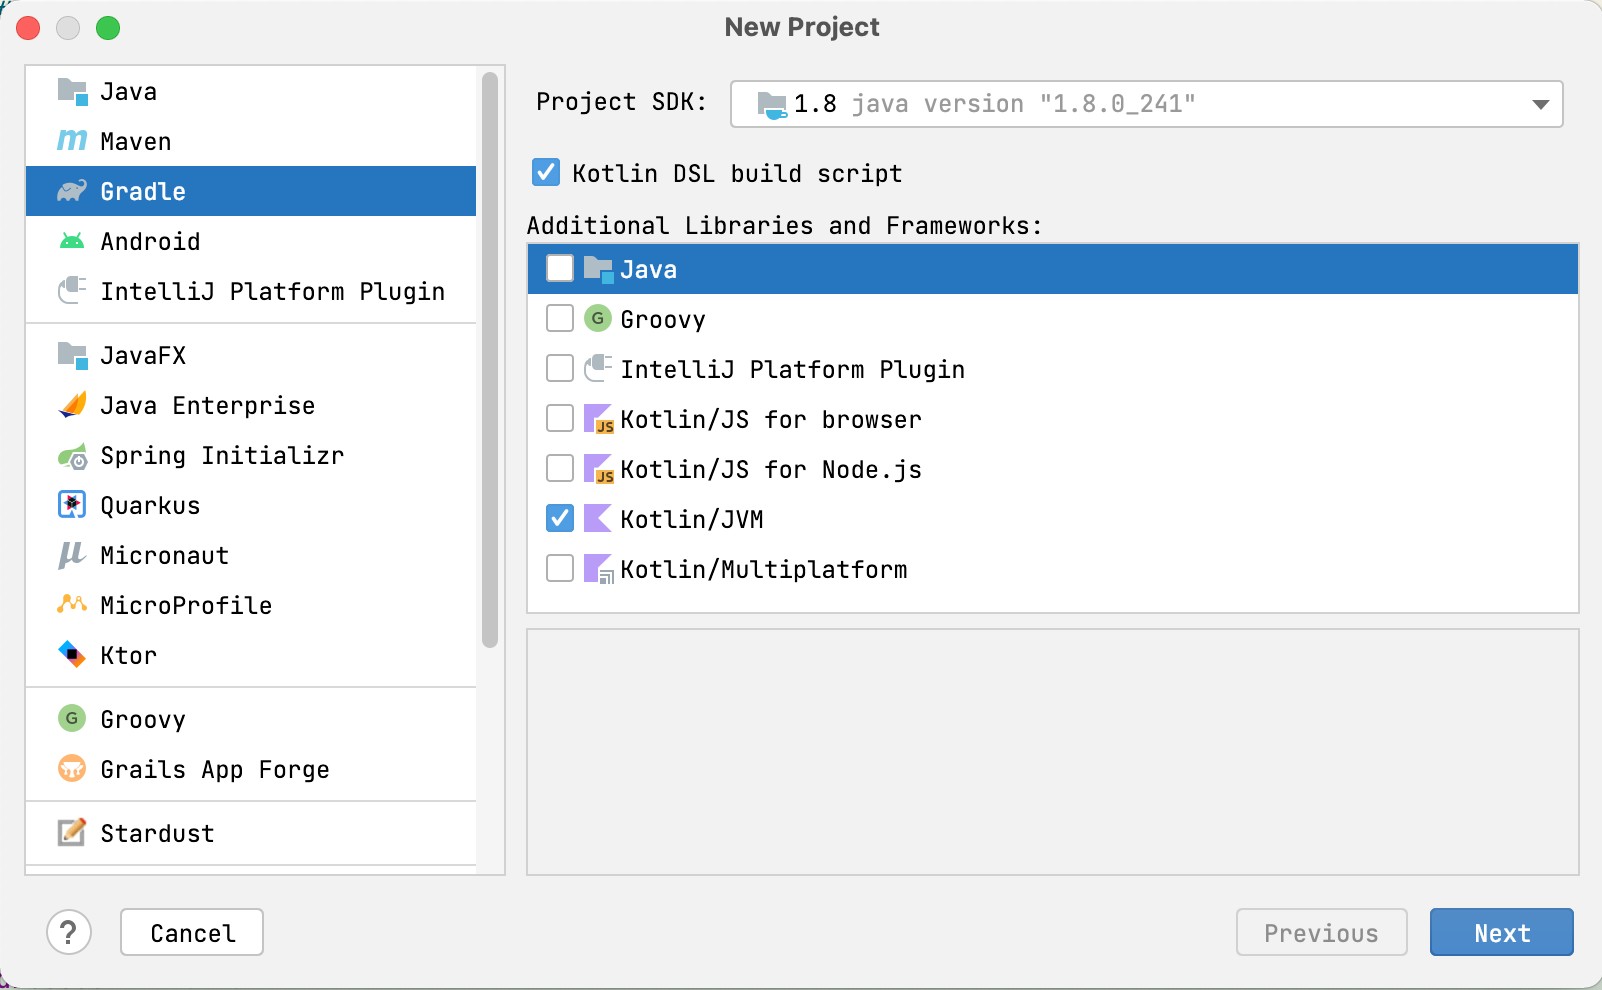 New Project
Java
Maven
Gradle
Android
IntelliJ Platform Plugin
JavaFX
Java Enterprise
Spring Initializr
Quarkus
Micronaut
MicroProfile
Ktor
Groovy
Grails App Forge
Stardust
Project SDK: 1.8 java version "1.8.0_241"
Kotlin DSL build script
Additional Libraries and Frameworks:
Java
G Groovy
IntelliJ Platform Plugin
JS Kotlin/JS for browser
JS Kotlin/JS for Node.js
Kotlin/JVM
Kotlin/Multiplatform
? Cancel Previous Next